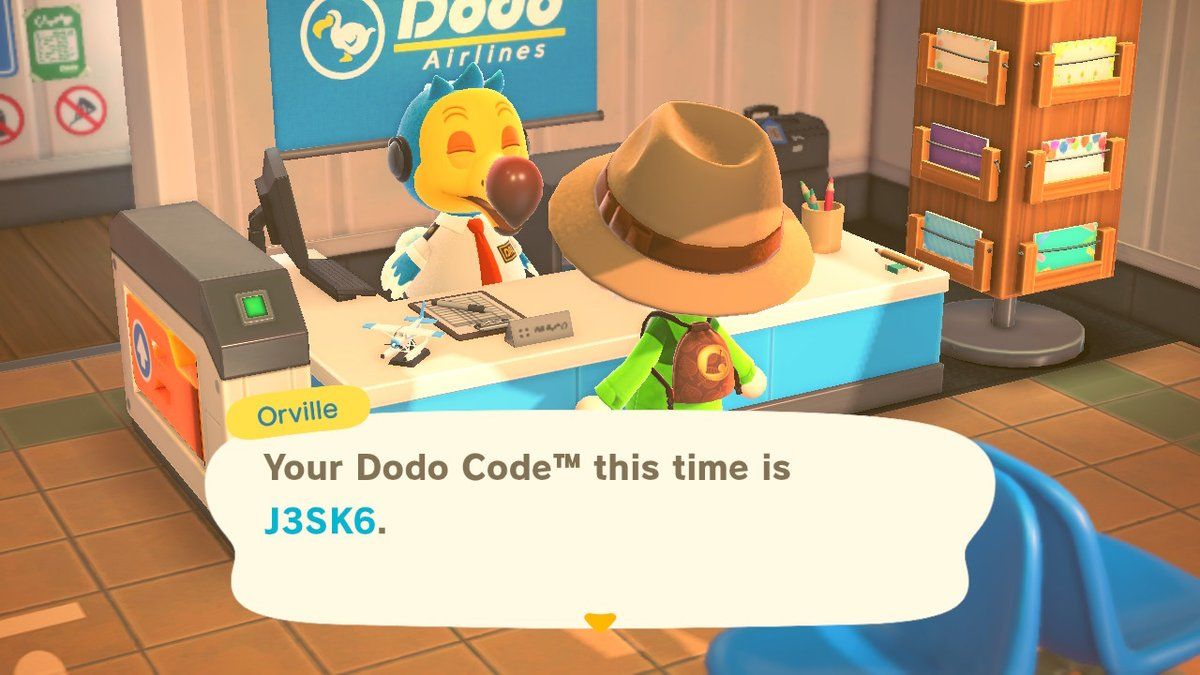 Dodo
Airlines
Orville
Your Dodo Code™ this time is
J3SK6.